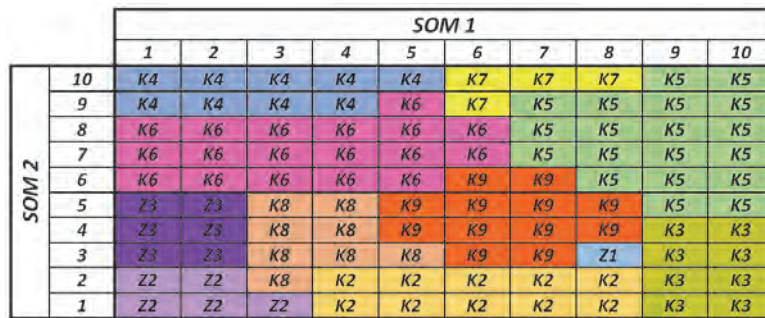 SOM 1
1 2 3 4 5 6 7 8 9 10
SOM 2
10 K4 K4 K4 K4 K4 K7 K7 K7 K5 K5
9 K4 K4 K4 K4 K6 K7 K5 K5 K5 K5
8 K6 K6 K6 K6 K6 K6 K5 K5 K5 K5
7 K6 K6 K6 K6 K6 K6 K5 K5 K5 K5
6 K6 K6 K6 K6 K6 K9 K9 K5 K5 K5
5 Z3 Z3 K8 K8 K9 K9 K9 K9 K5 K5
4 Z3 Z3 K8 K8 K9 K9 K9 K9 K3 K3
3 Z3 Z3 K8 K8 K8 K9 K9 Z1 K3 K3
2 Z2 Z2 K8 K2 K2 K2 K2 K2 K3 K3
1 Z2 Z2 Z2 K2 K2 K2 K2 K2 K3 K3